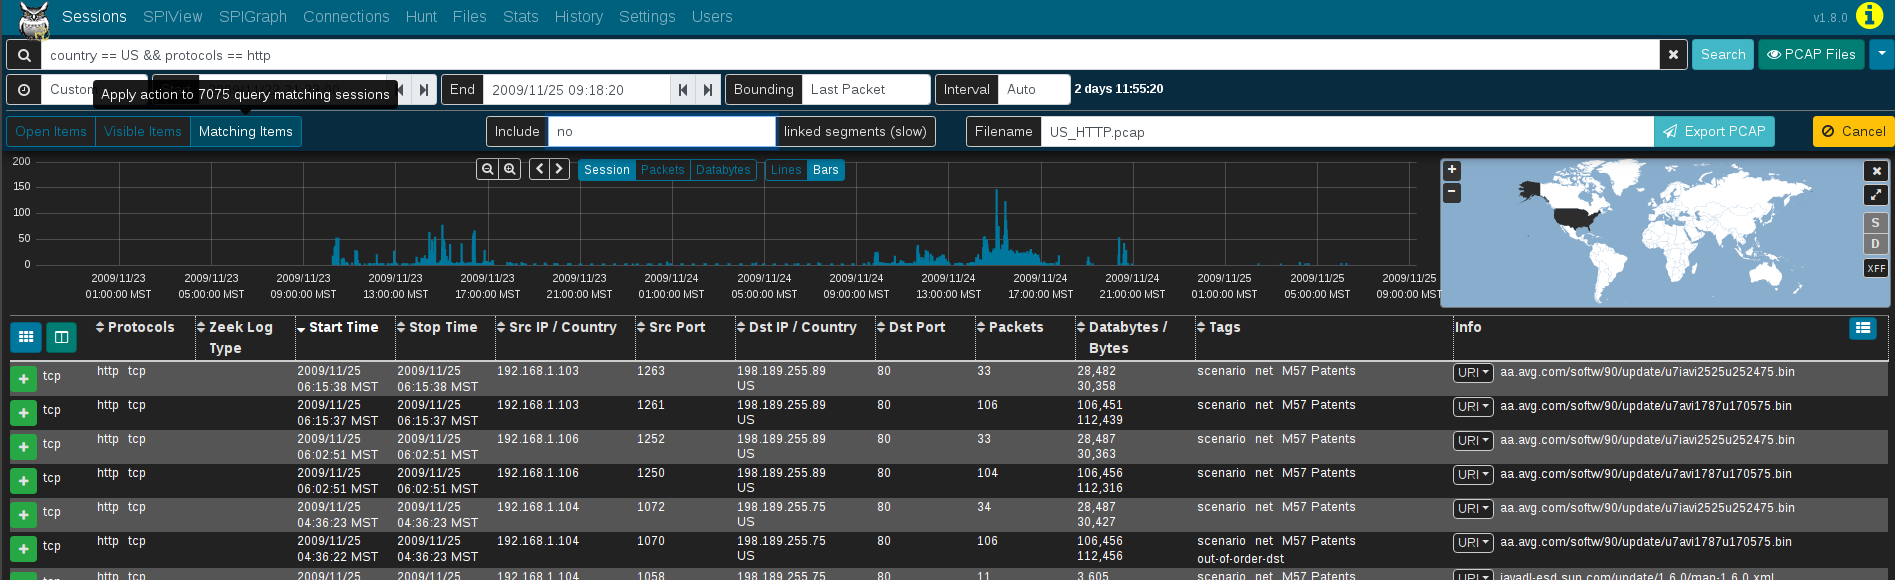 Sessions SPIView SPIGraph Connections Hunt Files Stats History Settings Users v1.8.0
country == US && protocols == http Search PCAP Files
Custom End 2009/11/25 09:18:20 Bounding Last Packet Interval Auto 2 days 11:55:20
Apply action to 7075 query matching sessions
Open Items Visible Items Matching Items Include no linked segments (slow) Filename US_HTTP.pcap Export PCAP Cancel
200
150
100
50
0
Session Packets Databytes Lines Bars
2009/11/23 2009/11/23 2009/11/23 2009/11/23 2009/11/23 2009/11/23 2009/11/24 2009/11/24 2009/11/24 2009/11/24 2009/11/24 2009/11/24 2009/11/25 2009/11/25 2009/11/25
01:00:00 MST 05:00:00 MST 09:00:00 MST 13:00:00 MST 17:00:00 MST 21:00:00 MST 01:00:00 MST 05:00:00 MST 09:00:00 MST 13:00:00 MST 17:00:00 MST 21:00:00 MST 01:00:00 MST 05:00:00 MST 09:00:00 MST
+
−
S
D
XFF
Protocols Zeek Log Start Time Stop Time Src IP / Country Src Port Dst IP / Country Dst Port Packets Databytes / Tags Info
Type Bytes
tcp http tcp 2009/11/25 2009/11/25 192.168.1.103 1263 198.189.255.89 80 33 28,482 scenario net M57 Patents URI aa.avg.com/softw/90/update/u7iavi2525u252475.bin
06:15:38 MST 06:15:38 MST US 30,358
tcp http tcp 2009/11/25 2009/11/25 192.168.1.103 1261 198.189.255.89 80 106 106,451 scenario net M57 Patents URI aa.avg.com/softw/90/update/u7avi1787u170575.bin
06:15:37 MST 06:15:37 MST US 112,439
tcp http tcp 2009/11/25 2009/11/25 192.168.1.106 1252 198.189.255.89 80 33 28,487 scenario net M57 Patents URI aa.avg.com/softw/90/update/u7iavi2525u252475.bin
06:02:51 MST 06:02:51 MST US 30,363
tcp http tcp 2009/11/25 2009/11/25 192.168.1.106 1250 198.189.255.89 80 104 106,456 scenario net M57 Patents URI aa.avg.com/softw/90/update/u7avi1787u170575.bin
06:02:51 MST 06:02:51 MST US 112,316
tcp http tcp 2009/11/25 2009/11/25 192.168.1.104 1072 198.189.255.75 80 34 28,487 scenario net M57 Patents URI aa.avg.com/softw/90/update/u7iavi2525u252475.bin
04:36:23 MST 04:36:23 MST US 30,427
tcp http tcp 2009/11/25 2009/11/25 192.168.1.104 1070 198.189.255.75 80 106 106,456 scenario net M57 Patents URI aa.avg.com/softw/90/update/u7avi1787u170575.bin
04:36:22 MST 04:36:23 MST US 112,456 out-of-order-dst
http tcp 2009/11/25 2009/11/25 192.168.1.104 1058 198.189.255.75 80 11 3,605 scenario net M57 Patents URI javadl-esd.sun.com/update/1.6.0/map-1.6.0.xml